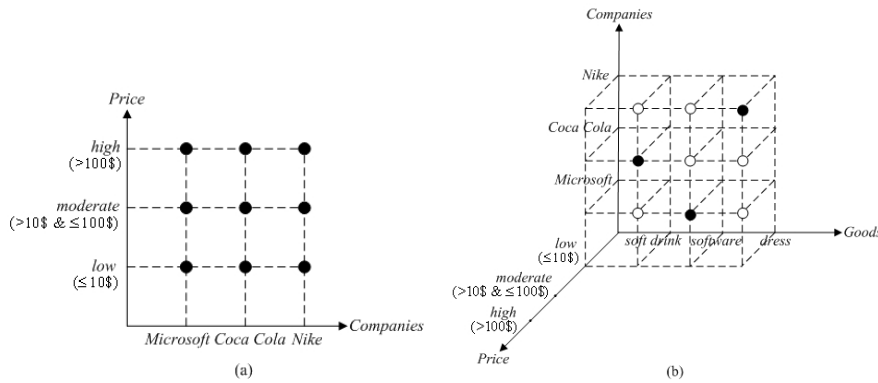 Price
high
(>100$)
moderate
(>10$ & ≤100$)
low
(≤10$)
Microsoft Coca Cola Nike
Companies
(a)
Companies
Nike
Coca Cola
Microsoft
soft drink software dress
Goods
low
(≤10$)
moderate
(>10$ & ≤100$)
high
(>100$)
Price
(b)